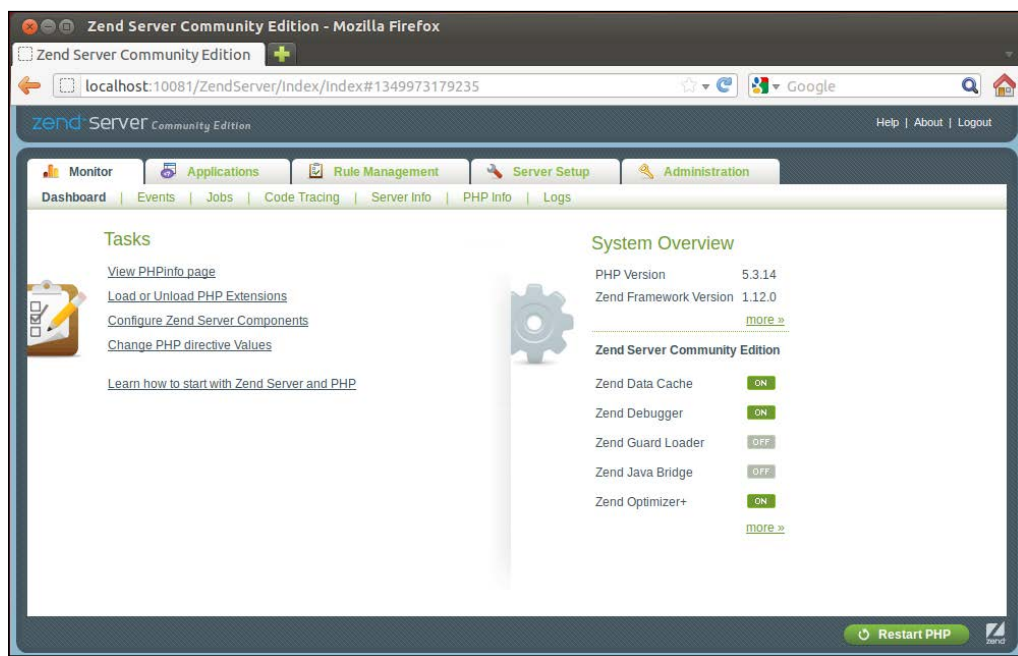 Zend Server Community Edition - Mozilla Firefox
Zend Server Community Edition
localhost:10081/ZendServer/Index/Index#1349973179235
Google
zend server Community Edition
Help | About | Logout
Monitor
Applications
Rule Management
Server Setup
Administration
Dashboard | Events | Jobs | Code Tracing | Server Info | PHP Info | Logs
Tasks
View PHPinfo page
Load or Unload PHP Extensions
Configure Zend Server Components
Change PHP directive Values
Learn how to start with Zend Server and PHP
System Overview
PHP Version 5.3.14
Zend Framework Version 1.12.0
more »
Zend Server Community Edition
Zend Data Cache ON
Zend Debugger ON
Zend Guard Loader OFF
Zend Java Bridge OFF
Zend Optimizer+ ON
more »
Restart PHP
zend